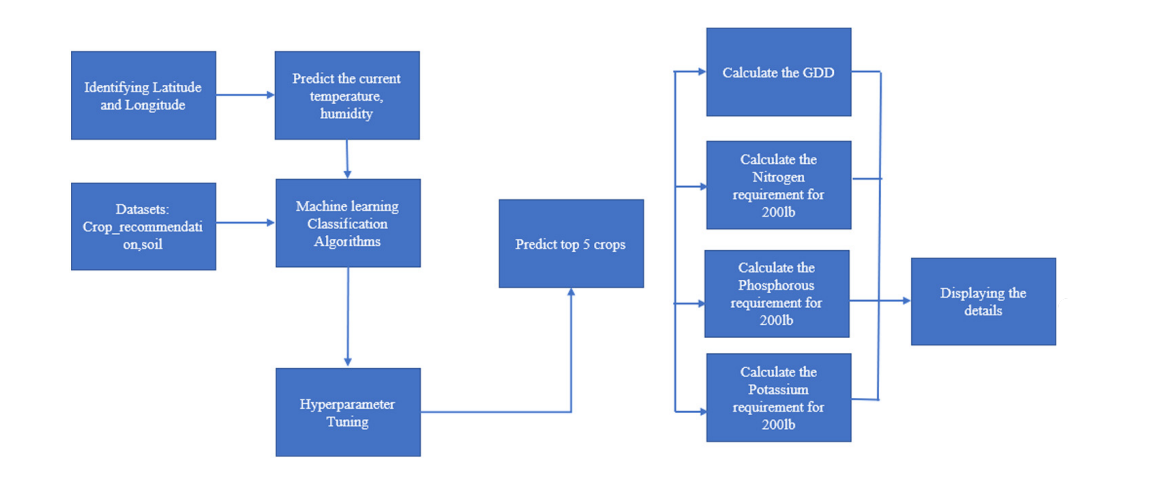 Identifying Latitude
and Longitude
Predict the current
temperature,
humidity
Datasets:
Crop_recommendati
on,soil
Machine learning
Classification
Algorithms
Hyperparameter
Tuning
Predict top 5 crops
Calculate the GDD
Calculate the
Nitrogen
requirement for
200lb
Calculate the
Phosphorous
requirement for
200lb
Calculate the
Potassium
requirement for
200lb
Displaying the
details